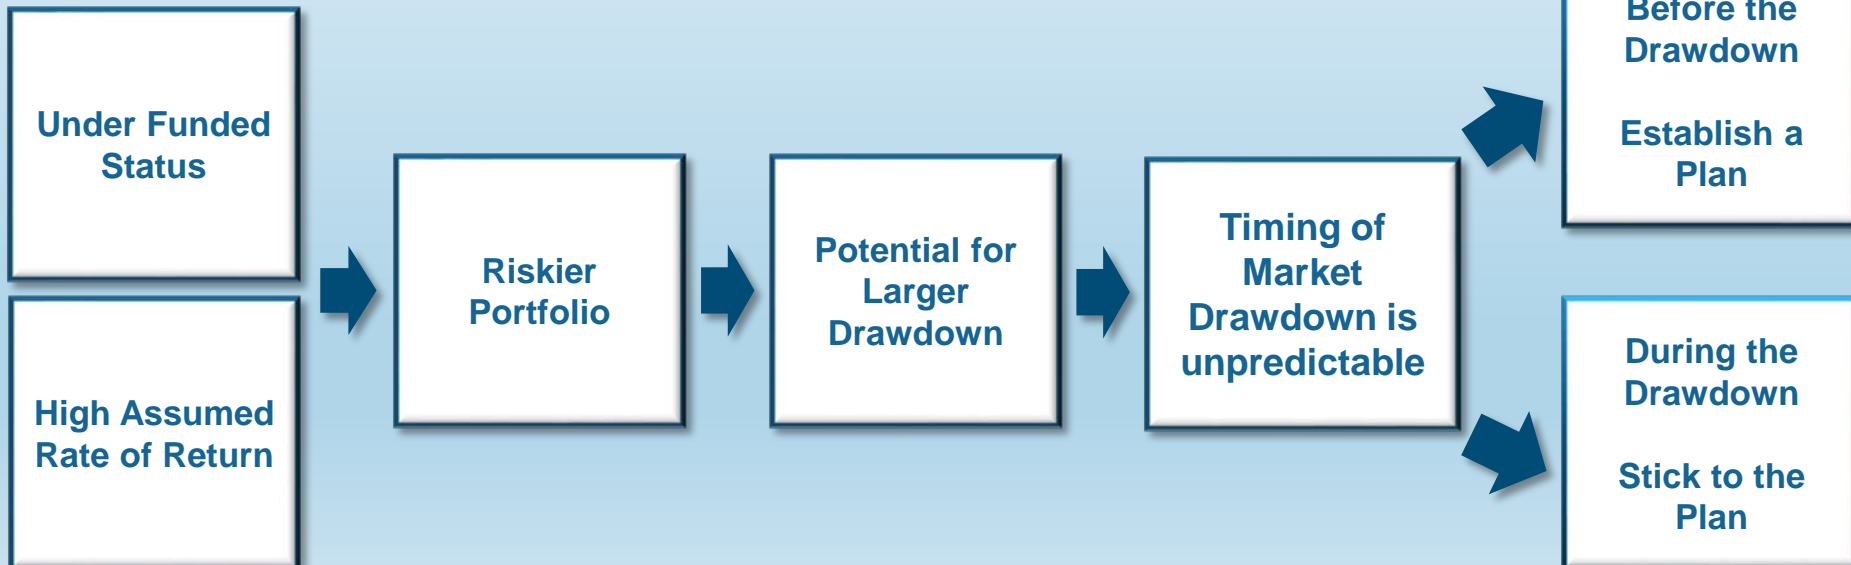 Under Funded
Status
High Assumed
Rate of Return
Riskier
Portfolio
Potential for
Larger
Drawdown
Timing of
Market
Drawdown is
unpredictable
Before the
Drawdown
Establish a
Plan
During the
Drawdown
Stick to the
Plan